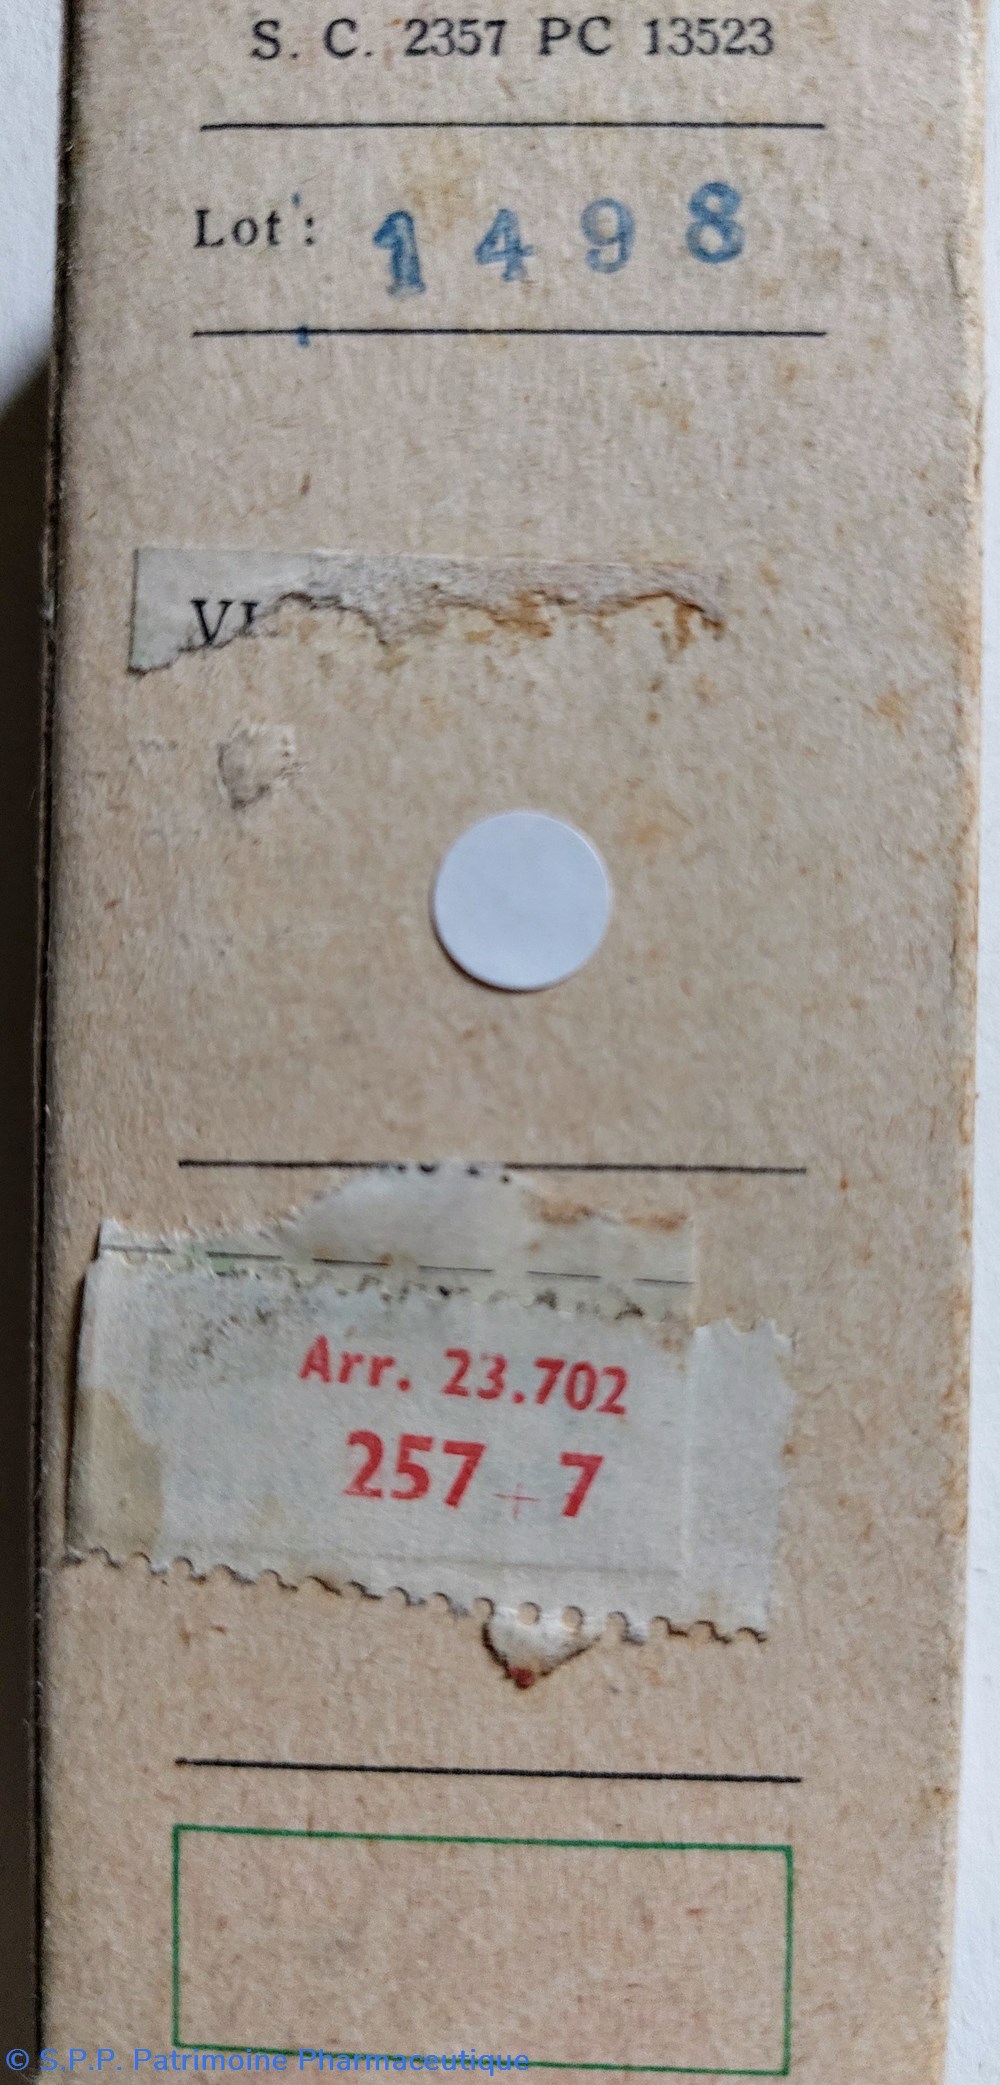 S. C. 2357 PC 13523
Lot : 1498
Arr. 23.702
257 + 7
© S.P.P. Patrimoine Pharmaceutique